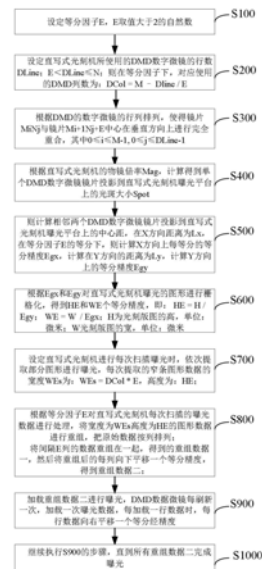 设定等分因子E，E取值大于2的自然数
S100
设定直写式光刻机所使用的DMD数字微镜的行数
DLine；E<DLine≤N；则在等分因子下，对应使用
的DMD列数为：DCol = M - Dline / E
S200
根据DMD的数字微镜的行列排列，使得镜片
MiNj与镜片Mi+1Nj+E中心在垂直方向上进行完
全重合，其中0≤i≤M-1, 0≤j≤DLine-1
S300
根据直写式光刻机的物镜倍率Mag，计算得到单
个DMD数字微镜镜片投影到直写式光刻机曝光平台
上的光斑大小Spot
S400
则计算相邻两个DMD数字微镜镜片投影到直写式
光刻机曝光平台上的中心距，在X方向距离为Lx，
在等分因子E的等分下，则计算X方向上每等分的等
分精度Egx；计算在Y方向的距离为Ly，计算Y方向
上的等分精度Egy
S500
根据Egx和Egy对直写式光刻机曝光的图形进行栅
格化，得到HE和WE个等分精度，即：HE = H /
Egy；WE = W / Egx；H为光刻版图的高，单位：
微米；W光刻版图的宽，单位：微米
S600
设定直写式光刻机进行每次扫描曝光时，依次提
取部分图形进行曝光，每次提取的窄条图形数据的
宽度WEs为：WEs = DCol * E，高度为：HE；
S700
根据等分因子E对直写式光刻机每次扫描的曝光
数据进行处理，将宽度为WEs高度为HE的图形数据
进行重组，把原始数据按列排列；
将间隔E列的数据重组在一起，得到的重组数据
一，然后将重组后的每列向下平移一个等分精度，
得到重组数据二；
S800
加载重组数据二进行曝光，DMD数字微镜每刷新
一次，加载一次曝光数据，每加载一行数据时，每
行数据向右平移一个等分经精度
S900
继续执行S900的步骤，直到所有重组数据二完成
曝光
S1000